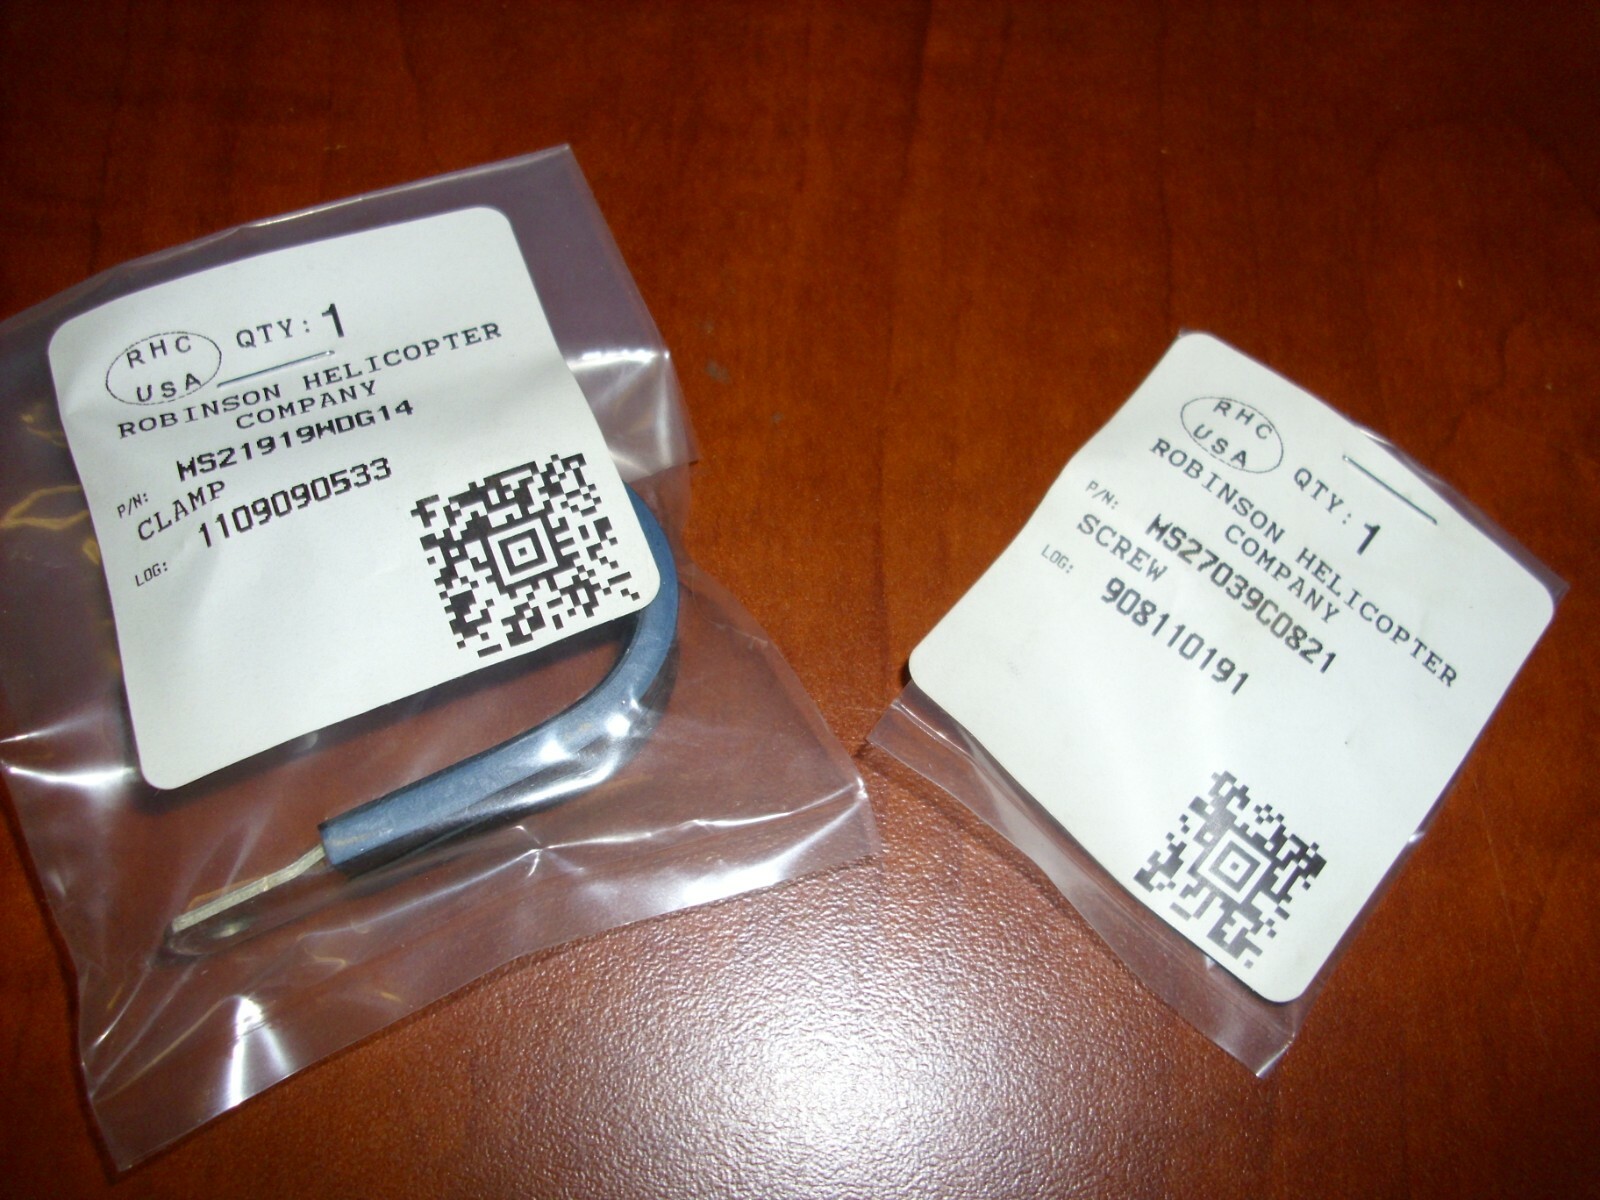 RHC
USA
QTY: 1
ROBINSON HELICOPTER
COMPANY
P/N: MS21919WDG14
CLAMP
LOG: 1109090533
RHC
USA
QTY: 1
ROBINSON HELICOPTER
COMPANY
P/N: MS27039C0821
SCREW
LOG: 908110191